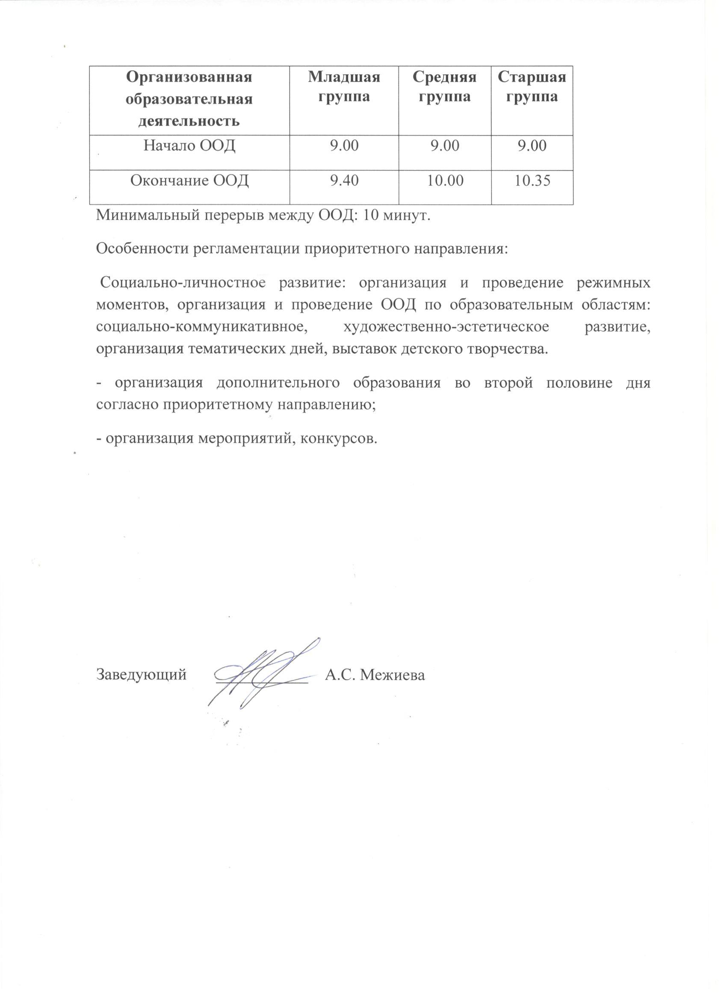 Организованная
образовательная
деятельность
Младшая
группа
Средняя
группа
Старшая
группа
Начало ООД 9.00 9.00 9.00
Окончание ООД 9.40 10.00 10.35
Минимальный перерыв между ООД: 10 минут.
Особенности регламентации приоритетного направления:
Социально-личностное развитие: организация и проведение режимных
моментов, организация и проведение ООД по образовательным областям:
социально-коммуникативное, художественно-эстетическое развитие,
организация тематических дней, выставок детского творчества.
- организация дополнительного образования во второй половине дня
согласно приоритетному направлению;
- организация мероприятий, конкурсов.
Заведующий А.С. Межиева